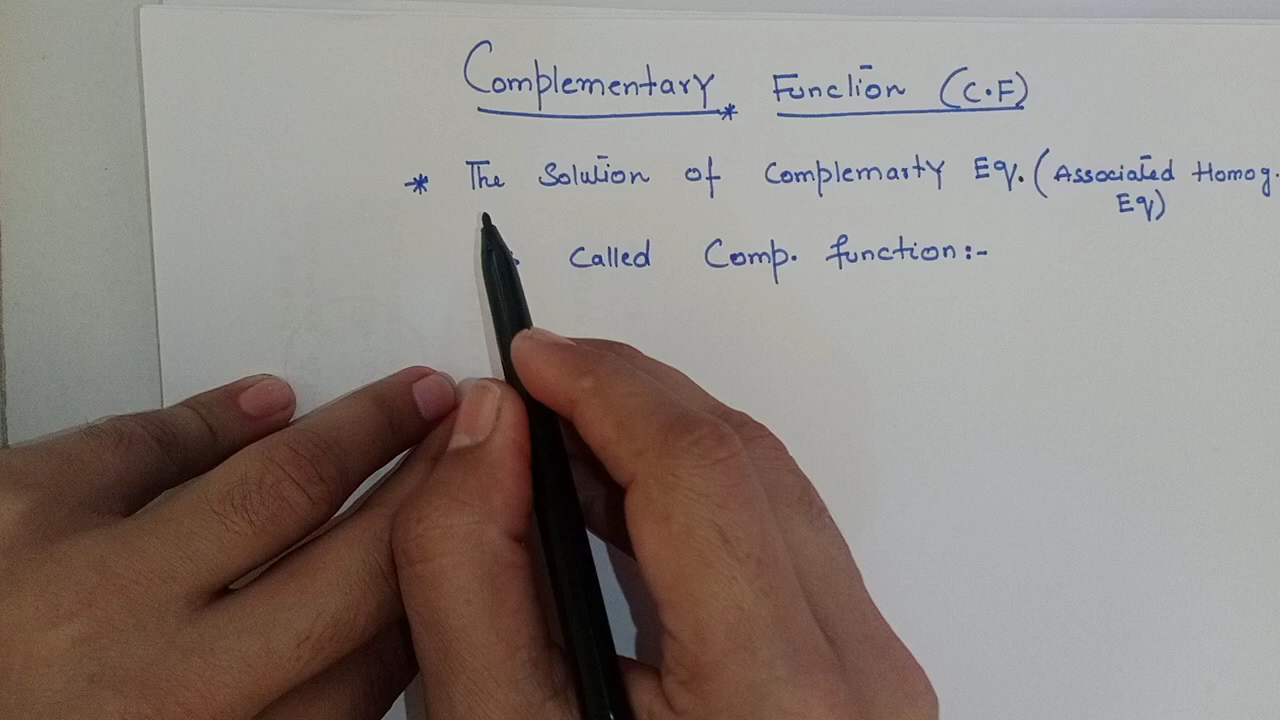 Complementary Function (C.F)
* The Solution of Complemarty Eq. (Associated Homog.
Eq)
called Comp. function:-